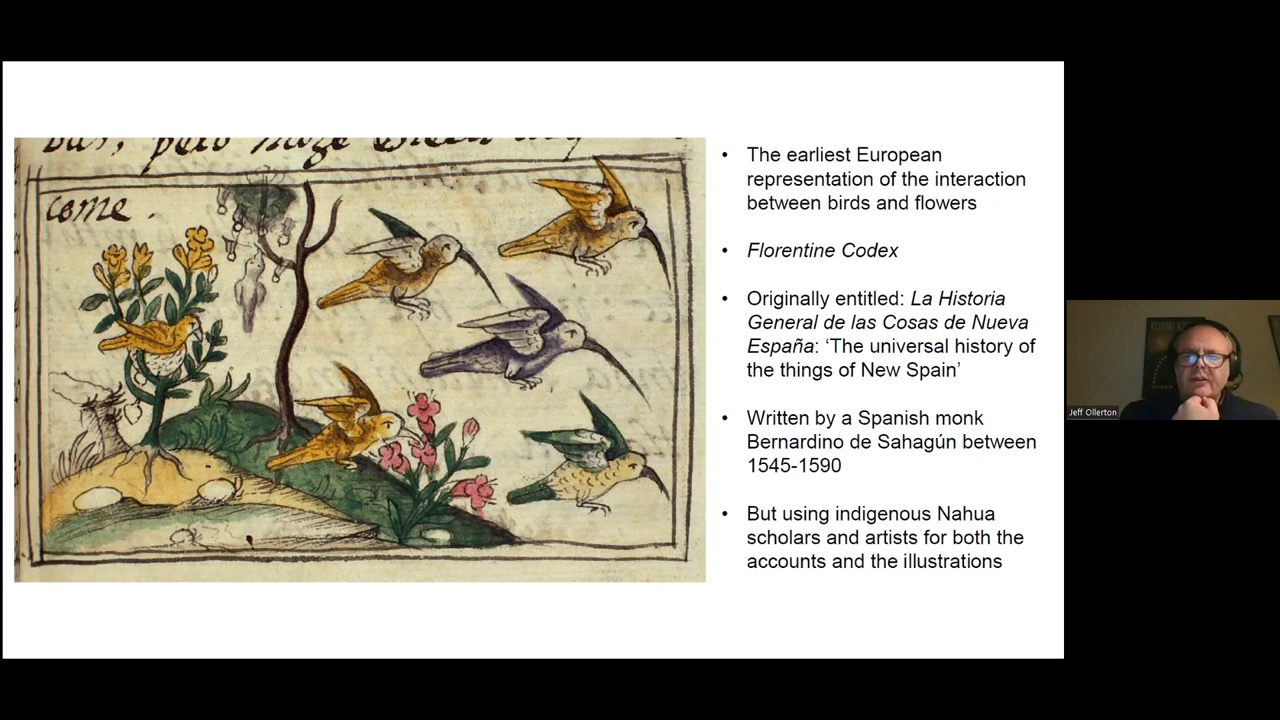 come.
• The earliest European
representation of the interaction
between birds and flowers
• Florentine Codex
• Originally entitled: La Historia
General de las Cosas de Nueva
España: ‘The universal history of
the things of New Spain’
• Written by a Spanish monk
Bernardino de Sahagún between
1545-1590
• But using indigenous Nahua
scholars and artists for both the
accounts and the illustrations
Jeff Ollerton